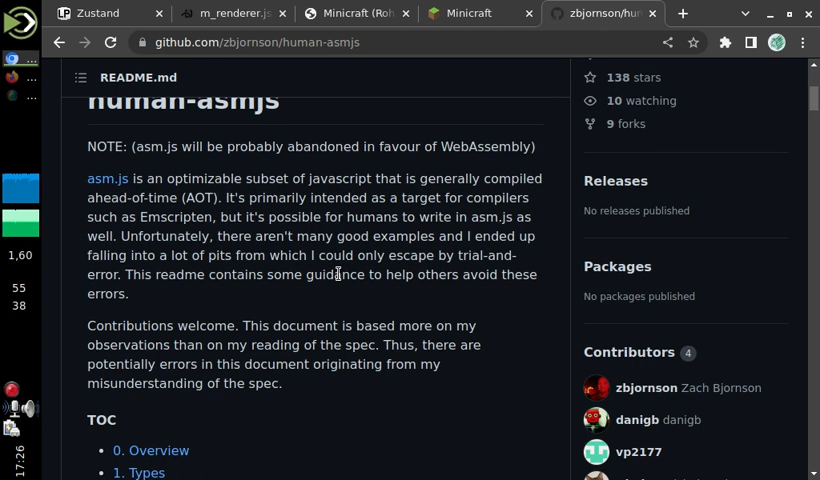 Zustand
m_renderer.js
Minicraft (Roh
Minicraft
zbjornson/hum
github.com/zbjornson/human-asmjs
README.md
human-asmjs
NOTE: (asm.js will be probably abandoned in favour of WebAssembly)
asm.js is an optimizable subset of javascript that is generally compiled
ahead-of-time (AOT). It's primarily intended as a target for compilers
such as Emscripten, but it's possible for humans to write in asm.js as
well. Unfortunately, there aren't many good examples and I ended up
falling into a lot of pits from which I could only escape by trial-and-
error. This readme contains some guidance to help others avoid these
errors.
Contributions welcome. This document is based more on my
observations than on my reading of the spec. Thus, there are
potentially errors in this document originating from my
misunderstanding of the spec.
TOC
0. Overview
1. Types
138 stars
10 watching
9 forks
Releases
No releases published
Packages
No packages published
Contributors 4
zbjornson Zach Bjornson
danigb danigb
vp2177
...
...
...
1,60
55
38
17:26